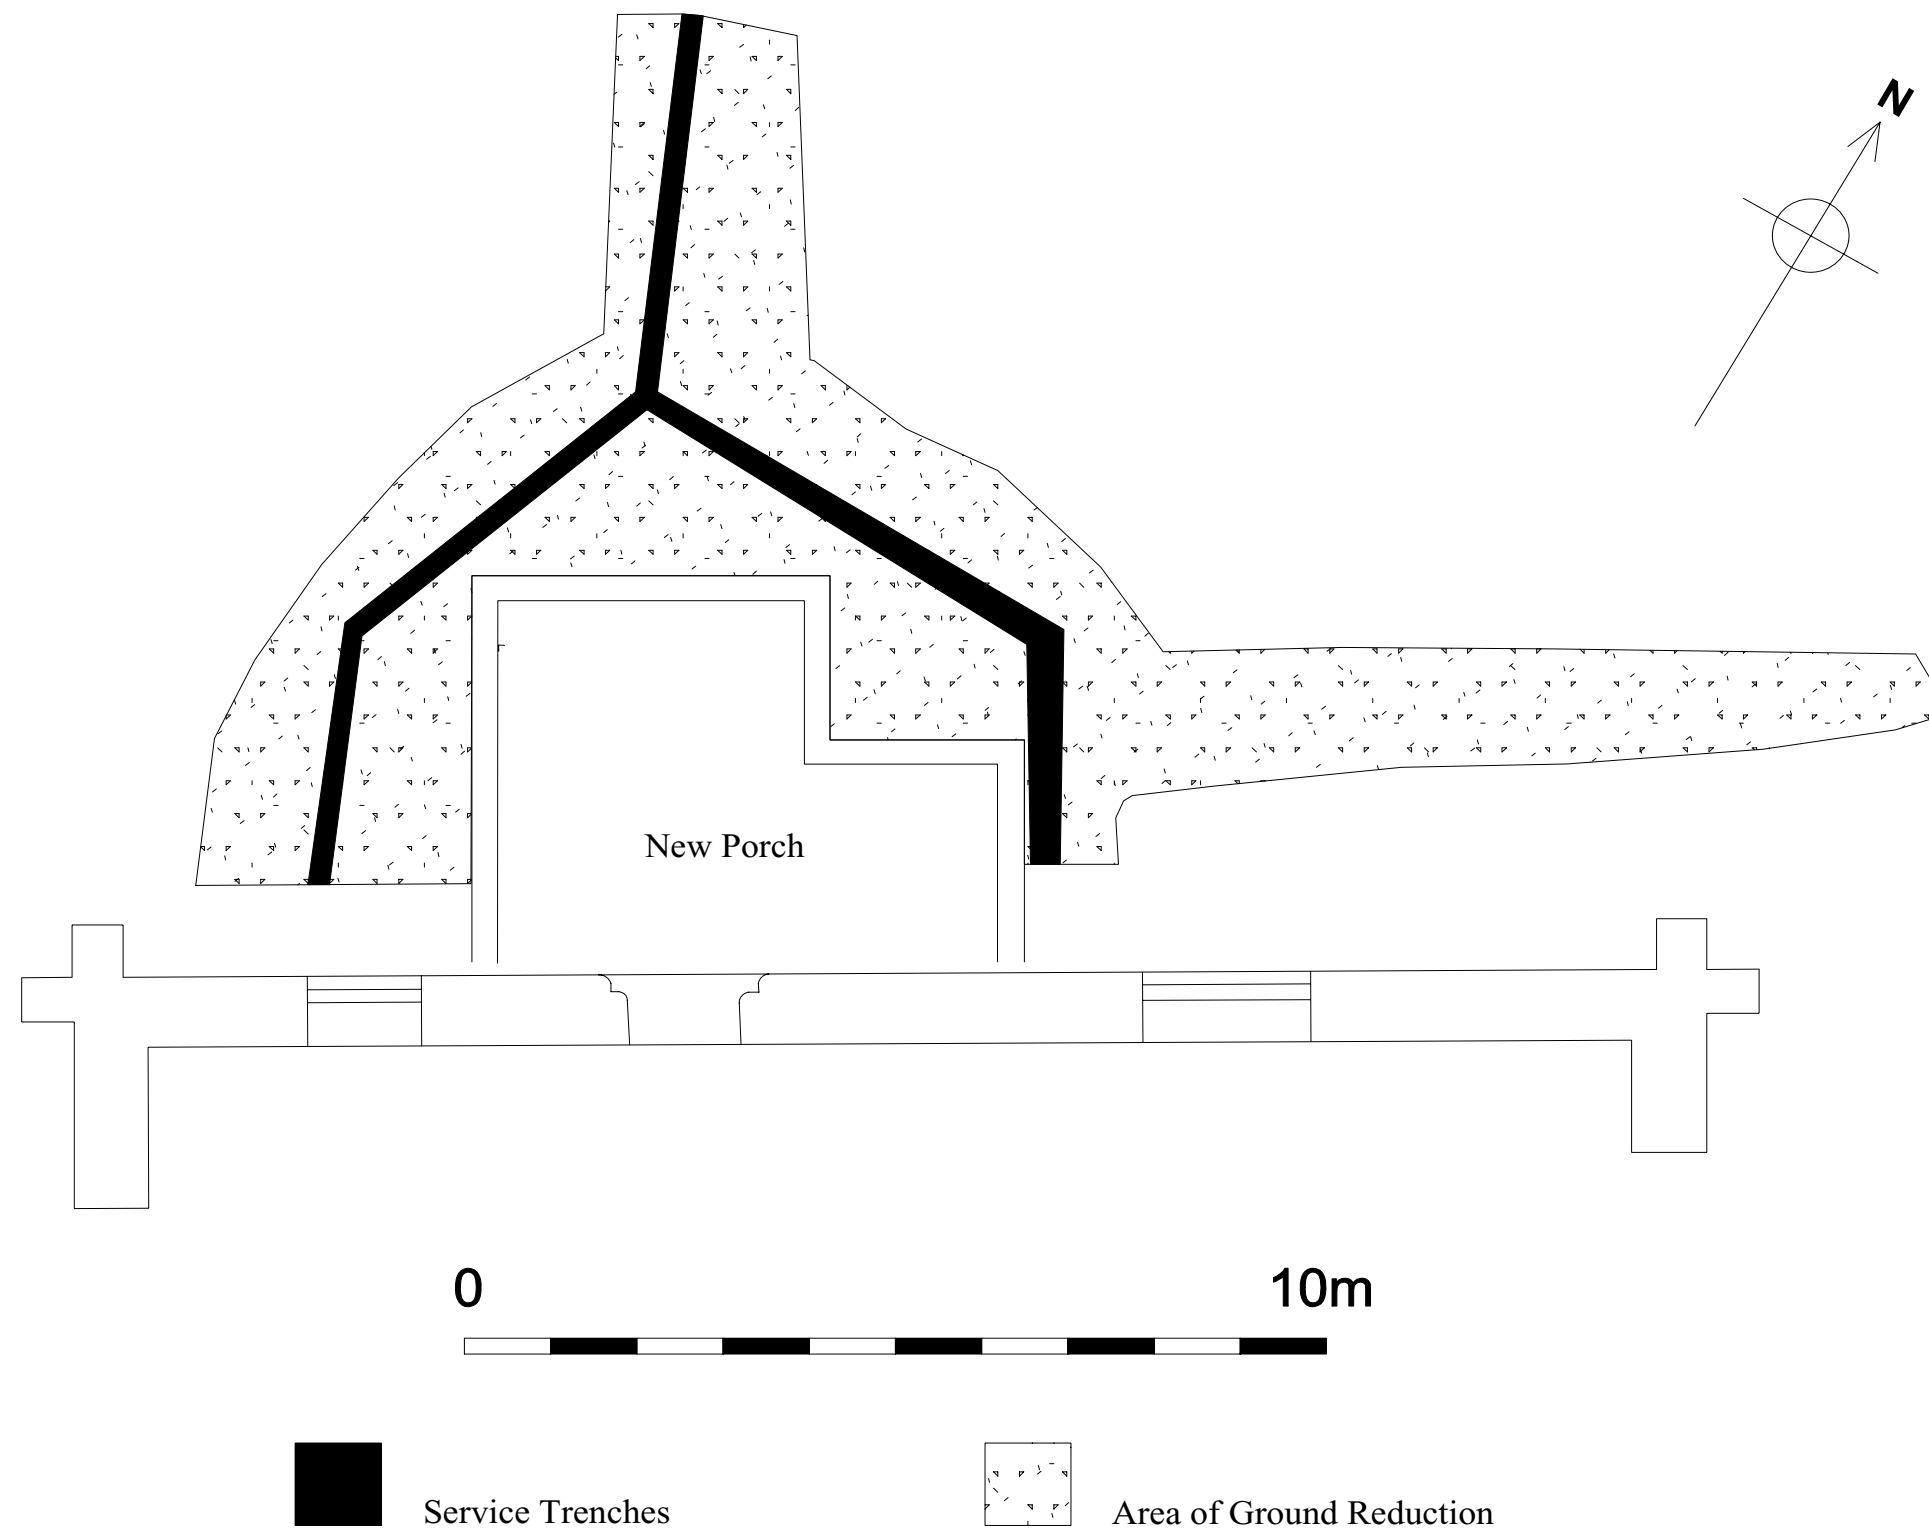 N
New Porch
0 10m
Service Trenches
Area of Ground Reduction